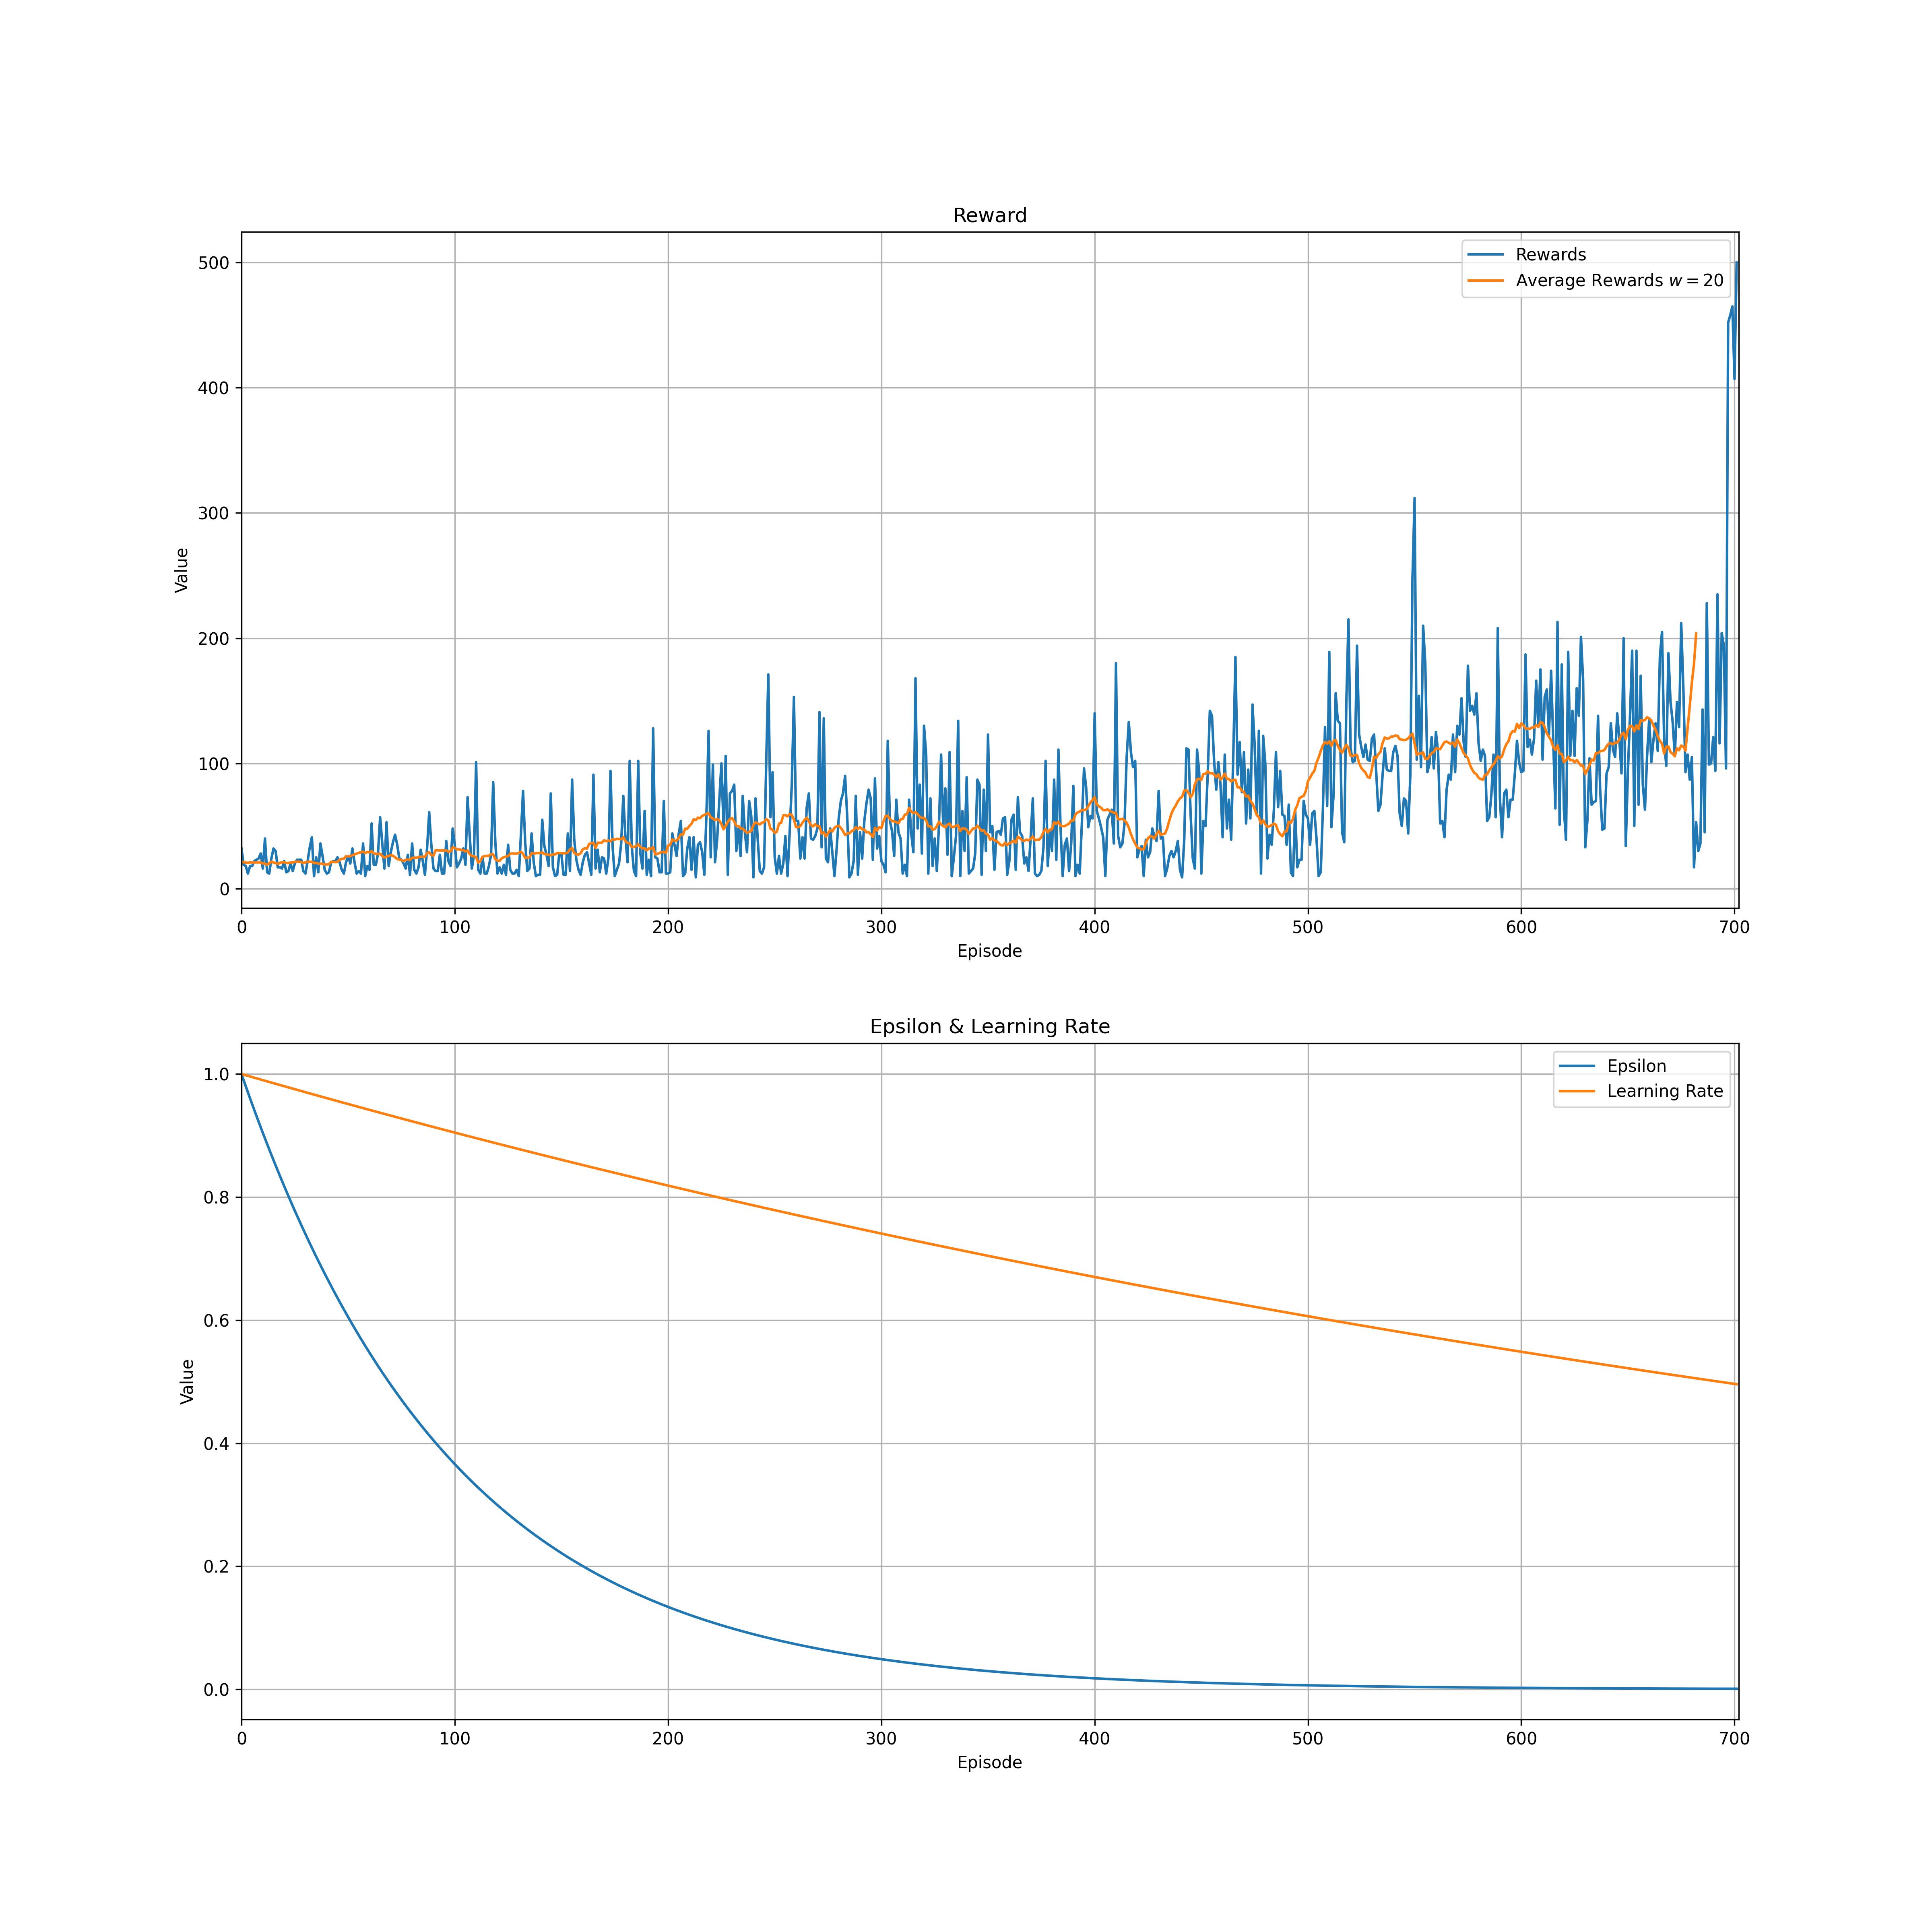 Reward
500
400
300
200
100
0
Value
Rewards
Average Rewards w = 20
0 100 200 300 400 500 600 700
Episode
Epsilon & Learning Rate
1.0
0.8
0.6
0.4
0.2
0.0
Value
Epsilon
Learning Rate
0 100 200 300 400 500 600 700
Episode